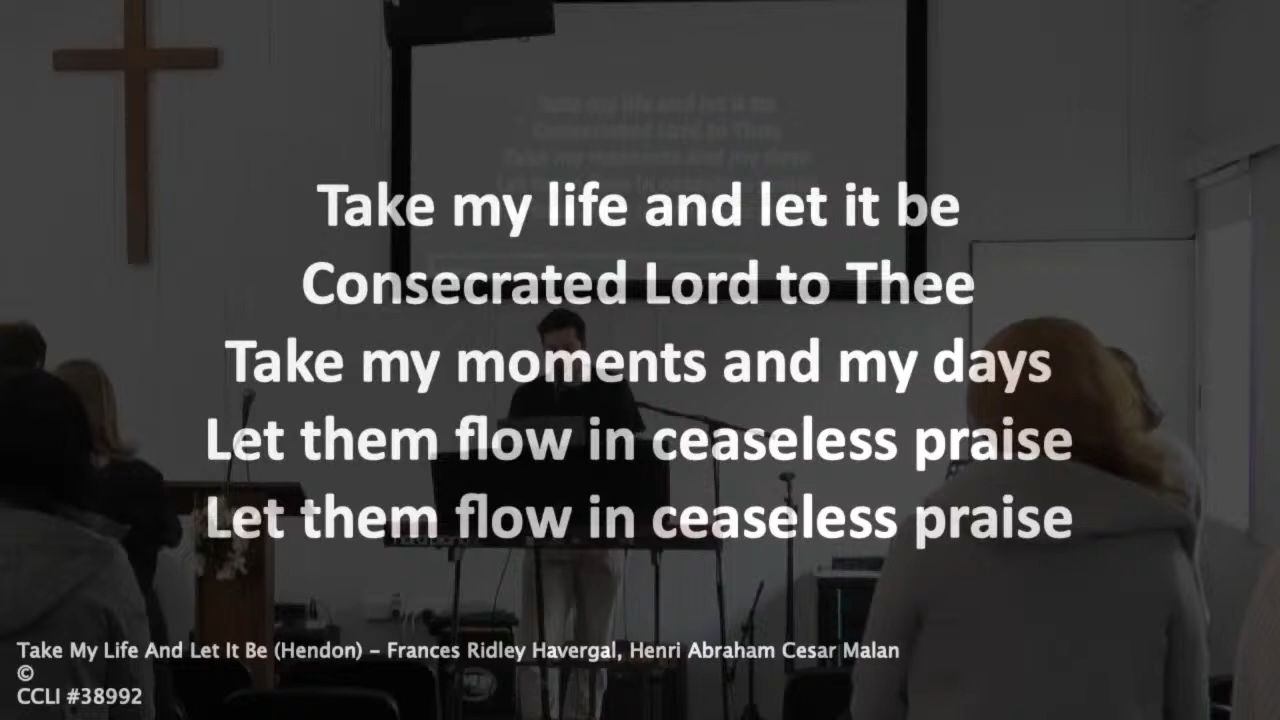 Take my life and let it be
Consecrated Lord to Thee
Take my moments and my days
Let them flow in ceaseless praise
Let them flow in ceaseless praise
Take My Life And Let It Be (Hendon) – Frances Ridley Havergal, Henri Abraham Cesar Malan
©
CCLI #38992